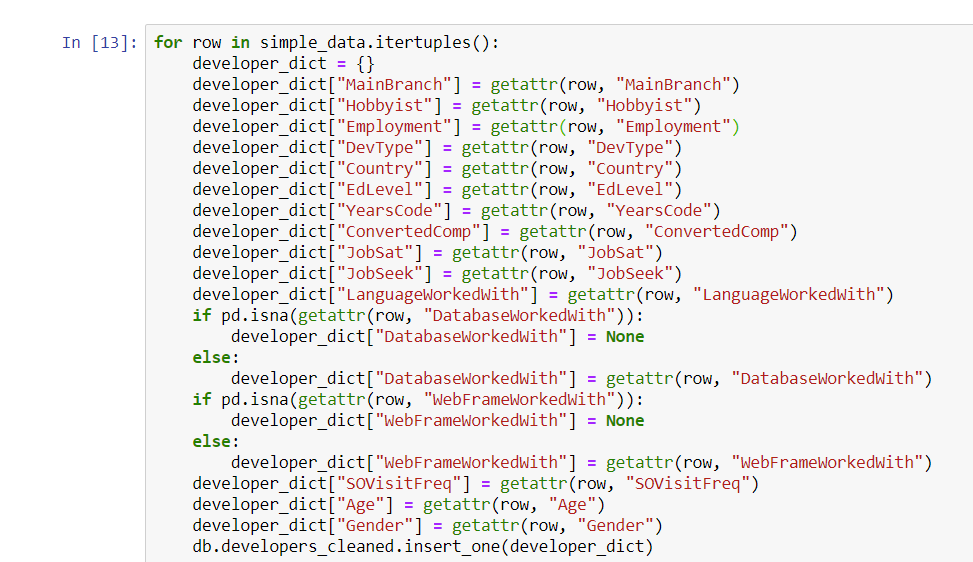 In [13]: for row in simple_data.itertuples():
developer_dict = {}
developer_dict["MainBranch"] = getattr(row, "MainBranch")
developer_dict["Hobbyist"] = getattr(row, "Hobbyist")
developer_dict["Employment"] = getattr(row, "Employment")
developer_dict["DevType"] = getattr(row, "DevType")
developer_dict["Country"] = getattr(row, "Country")
developer_dict["EdLevel"] = getattr(row, "EdLevel")
developer_dict["YearsCode"] = getattr(row, "YearsCode")
developer_dict["ConvertedComp"] = getattr(row, "ConvertedComp")
developer_dict["JobSat"] = getattr(row, "JobSat")
developer_dict["JobSeek"] = getattr(row, "JobSeek")
developer_dict["LanguageWorkedWith"] = getattr(row, "LanguageWorkedWith")
if pd.isna(getattr(row, "DatabaseWorkedWith")):
developer_dict["DatabaseWorkedWith"] = None
else:
developer_dict["DatabaseWorkedWith"] = getattr(row, "DatabaseWorkedWith")
if pd.isna(getattr(row, "WebFrameWorkedWith")):
developer_dict["WebFrameWorkedWith"] = None
else:
developer_dict["WebFrameWorkedWith"] = getattr(row, "WebFrameWorkedWith")
developer_dict["SOVisitFreq"] = getattr(row, "SOVisitFreq")
developer_dict["Age"] = getattr(row, "Age")
developer_dict["Gender"] = getattr(row, "Gender")
db.developers_cleaned.insert_one(developer_dict)